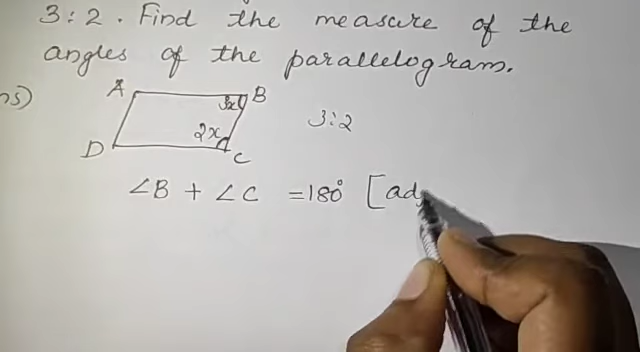 3:2. Find the measure of the
angles of the parallelogram.
ns)
A B
3x
3:2
2x
D C
∠B + ∠C = 180° [ad